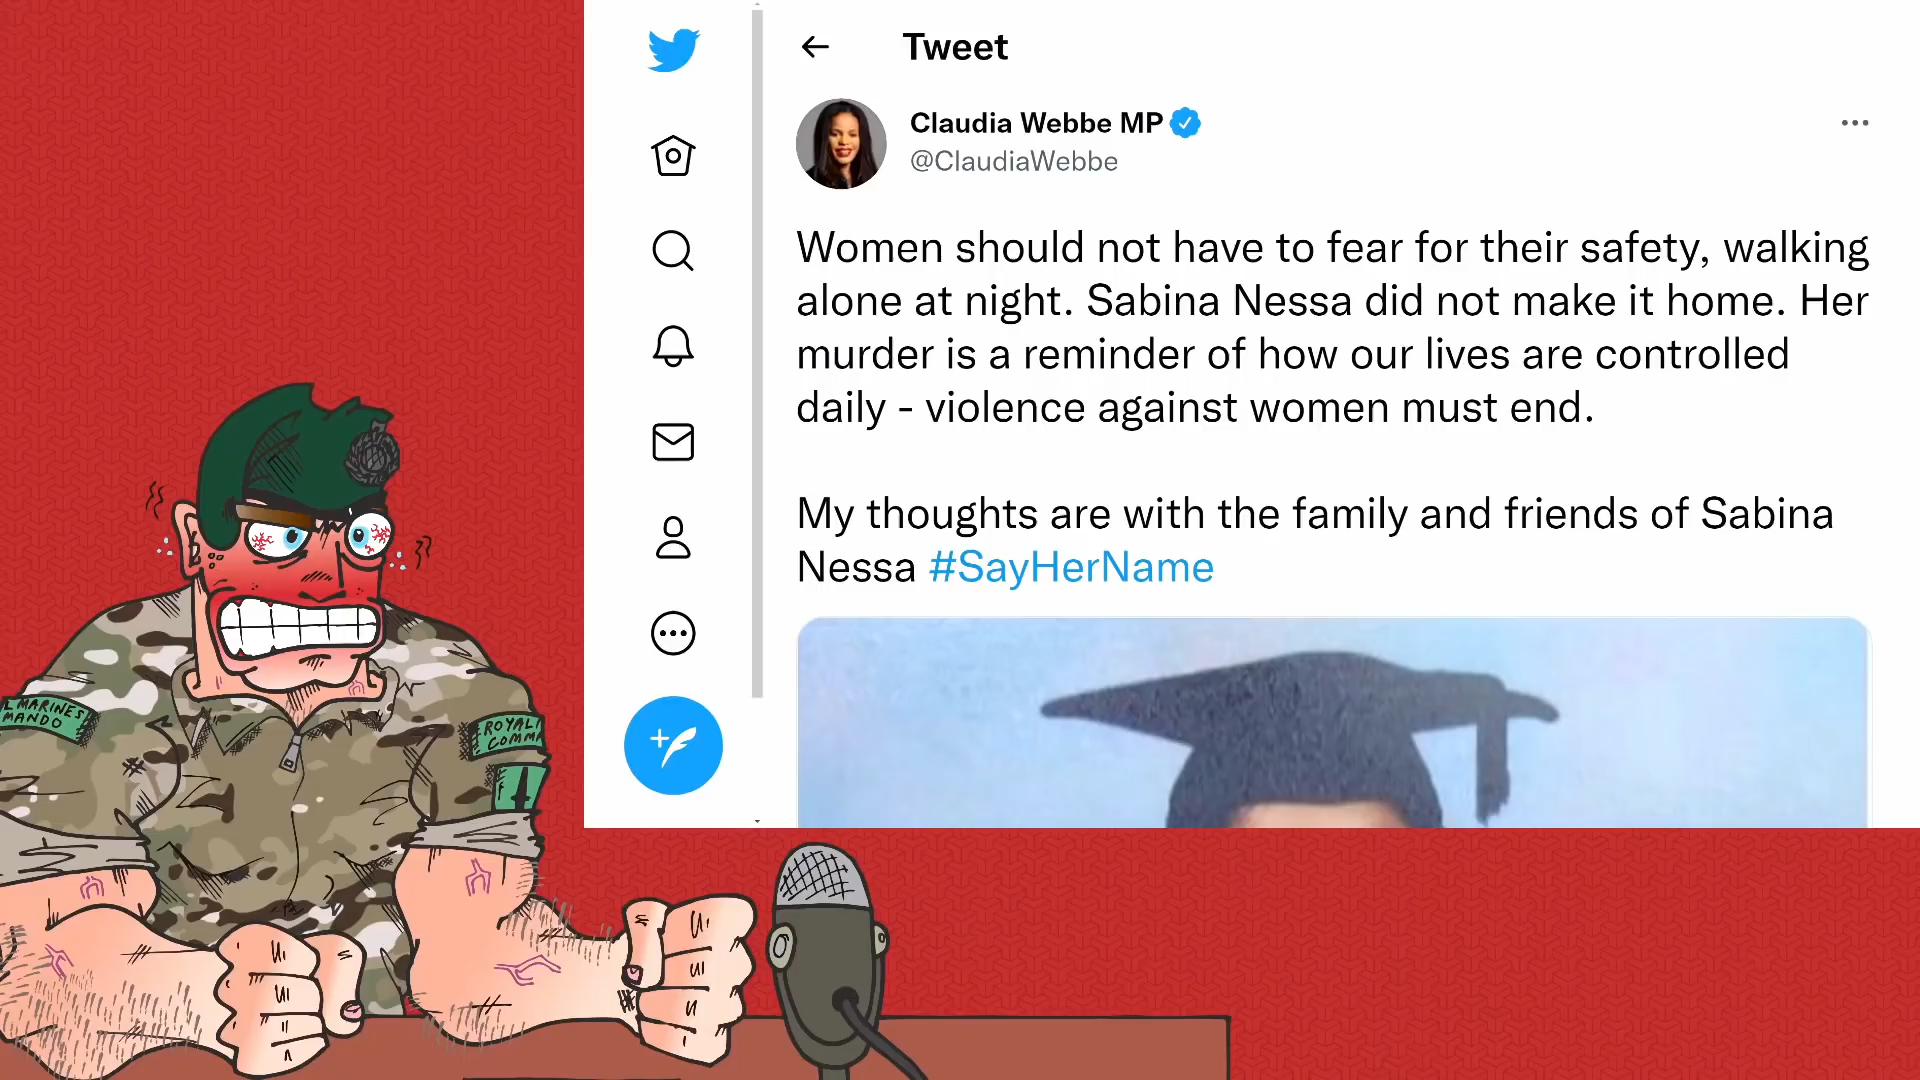 Tweet
Claudia Webbe MP
@ClaudiaWebbe
Women should not have to fear for their safety, walking
alone at night. Sabina Nessa did not make it home. Her
murder is a reminder of how our lives are controlled
daily - violence against women must end.
My thoughts are with the family and friends of Sabina
Nessa #SayHerName
L MARINES
MANDO
ROYAL
COMM